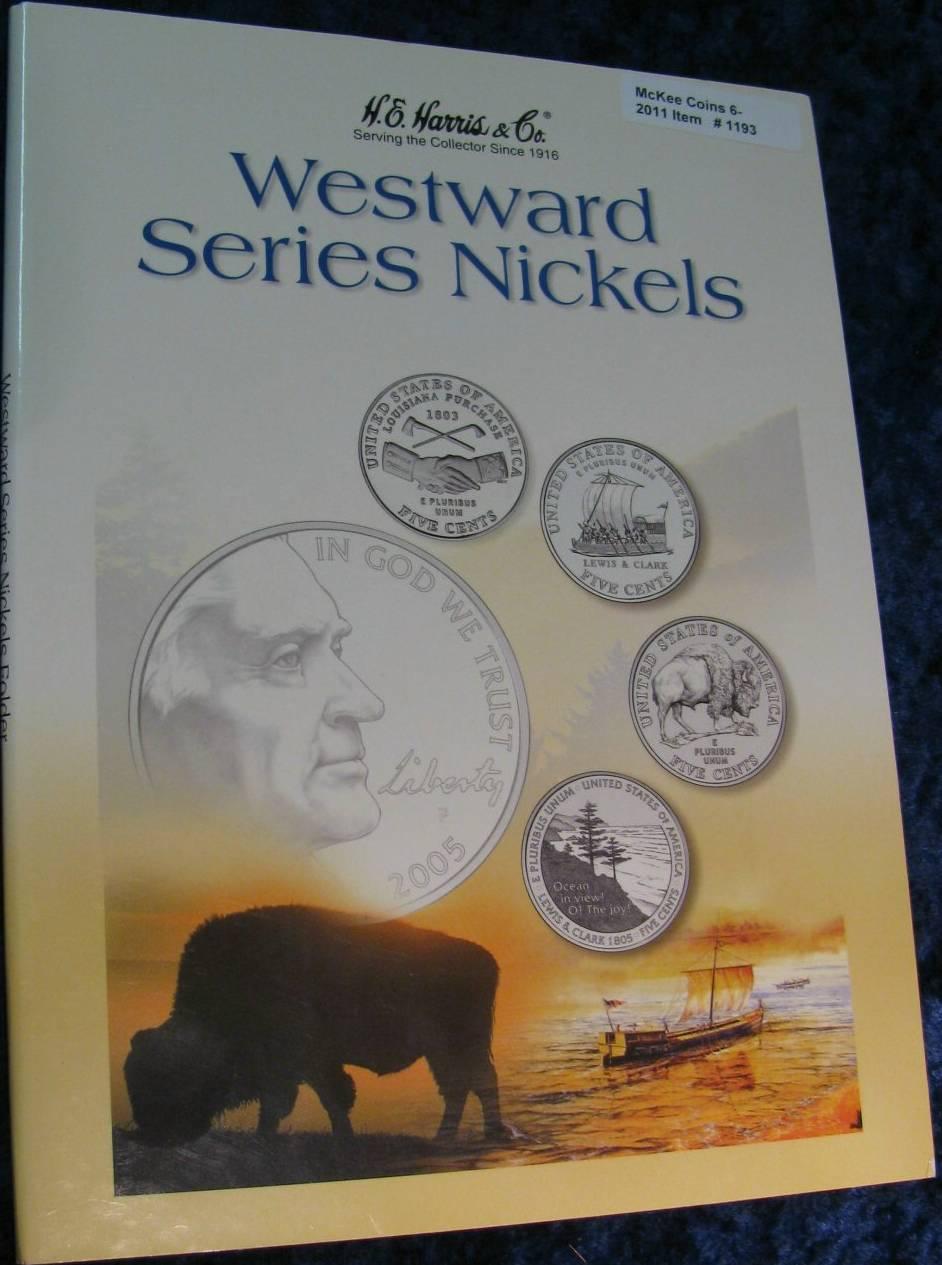 H.E. Harris & Co.®
Serving the Collector Since 1916
McKee Coins 6-
2011 Item # 1193
Westward
Series Nickels
Westward Series Nickels Folder
UNITED STATES OF AMERICA
LOUISIANA PURCHASE
1803
E PLURIBUS
UNUM
FIVE CENTS
UNITED STATES OF AMERICA
E PLURIBUS UNUM
LEWIS & CLARK
FIVE CENTS
IN GOD WE TRUST
Liberty
P
2005
UNITED STATES of AMERICA
E
PLURIBUS
UNUM
FIVE CENTS
E PLURIBUS UNUM
UNITED STATES OF AMERICA
Ocean
in view!
O! The joy!
LEWIS & CLARK 1805
FIVE CENTS